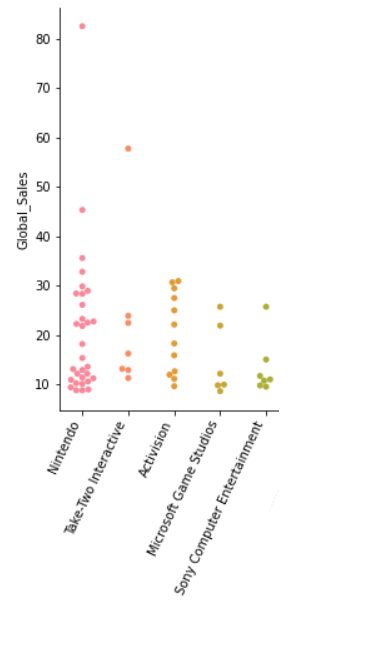 80
70
60
50
40
30
20
10
Global_Sales
Nintendo
Take-Two Interactive
Activision
Microsoft Game Studios
Sony Computer Entertainment